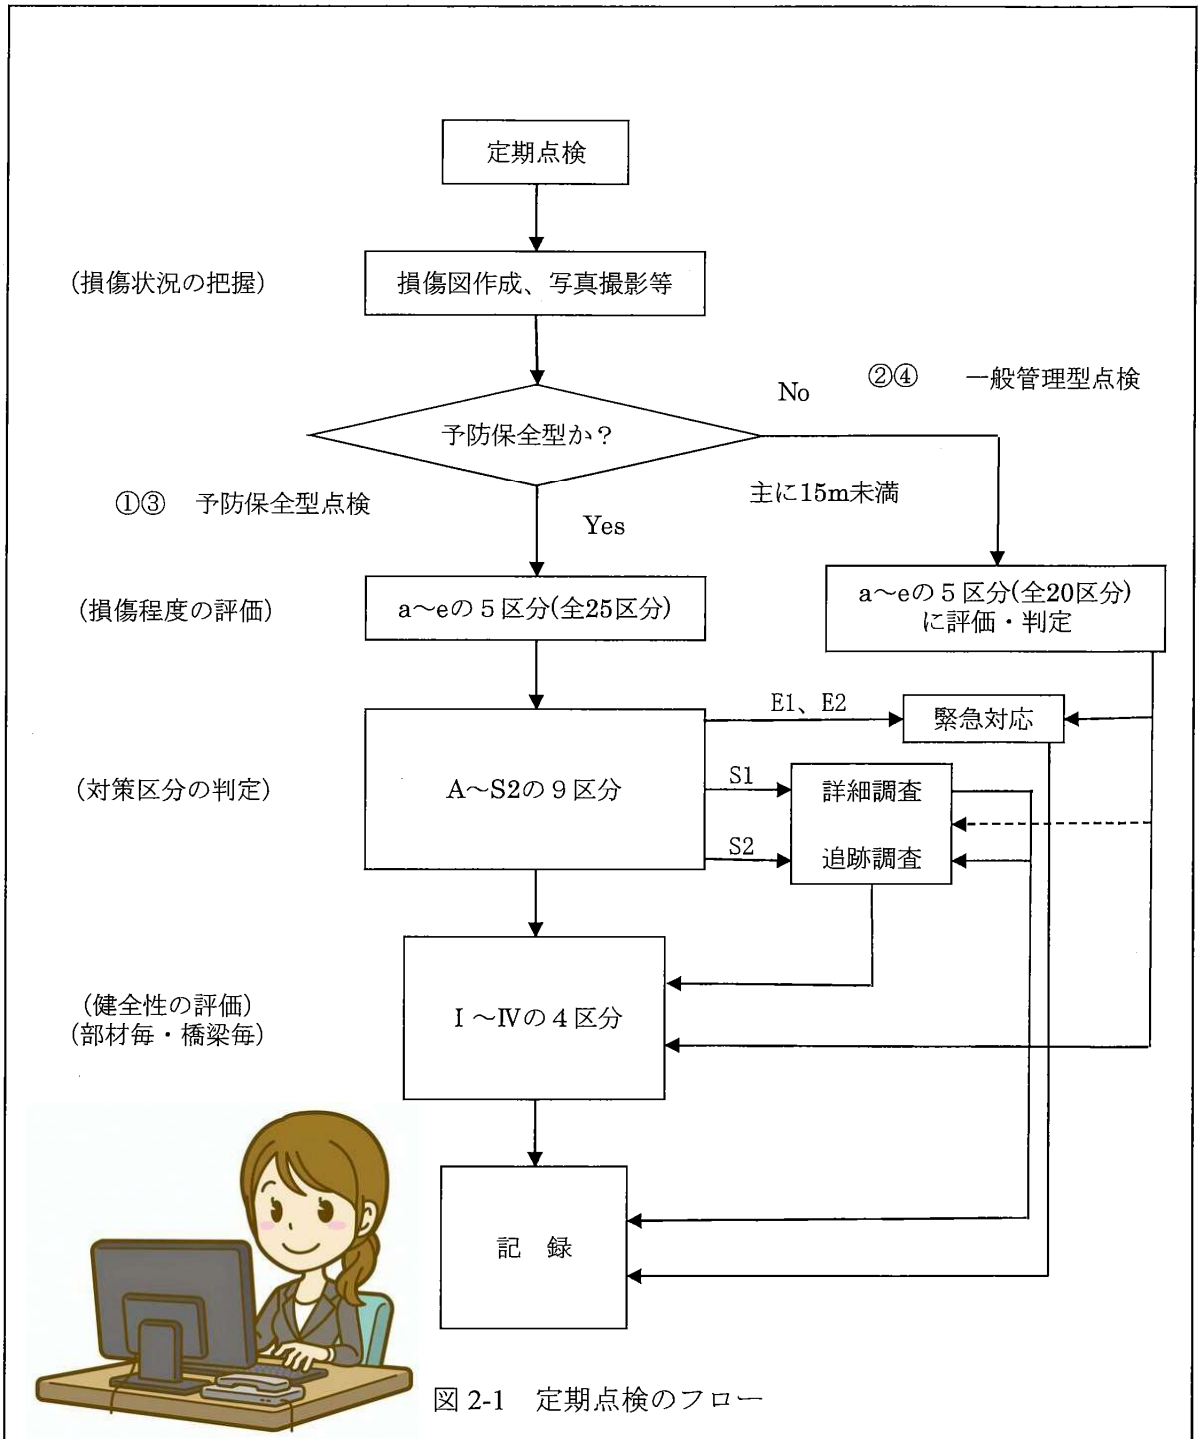 定期点検
(損傷状況の把握)
損傷図作成、写真撮影等
②④ 一般管理型点検
No
予防保全型か？
主に15m未満
①③ 予防保全型点検
Yes
(損傷程度の評価)
a～eの５区分(全25区分)
a～eの５区分(全20区分)
に評価・判定
E1、E2
緊急対応
(対策区分の判定)
A～S2の９区分
S1
詳細調査
S2
追跡調査
(健全性の評価)
(部材毎・橋梁毎)
Ⅰ～Ⅳの４区分
記　録
図 2-1　定期点検のフロー